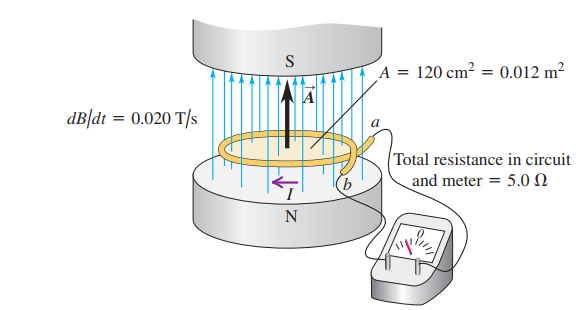 S
A = 120 cm² = 0.012 m²
A⃗
dB/dt = 0.020 T/s
a
Total resistance in circuit
and meter = 5.0 Ω
b
I
N
0